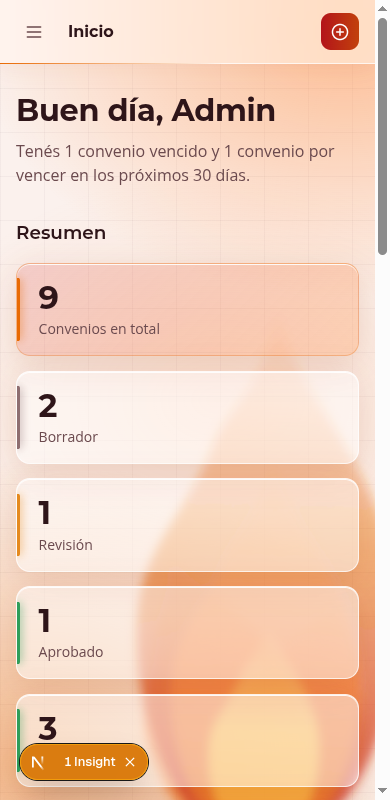 Inicio
Buen día, Admin
Tenés 1 convenio vencido y 1 convenio por
vencer en los próximos 30 días.
Resumen
9
Convenios en total
2
Borrador
1
Revisión
1
Aprobado
3
N 1 Insight